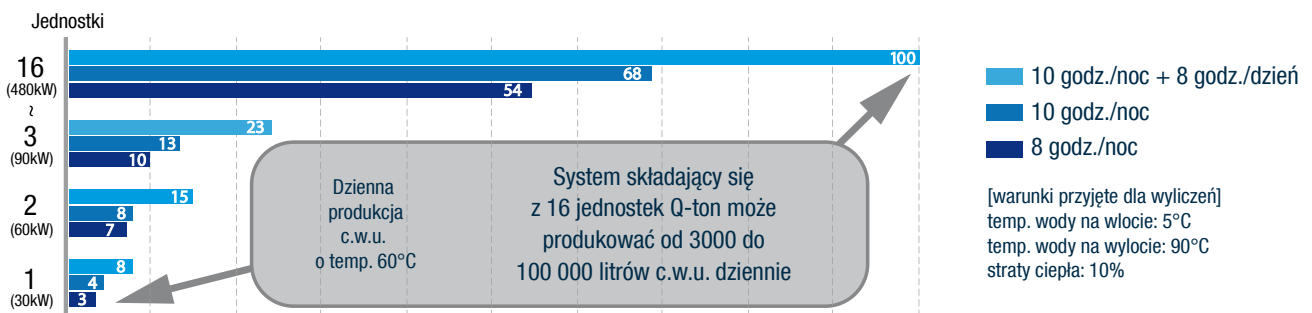 Jednostki
16
(480kW)
~
3
(90kW)
2
(60kW)
1
(30kW)
100
68
54
23
13
10
15
8
7
8
4
3
Dzienna
produkcja
c.w.u.
o temp. 60°C
System składający się
z 16 jednostek Q-ton może
produkować od 3000 do
100 000 litrów c.w.u. dziennie
10 godz./noc + 8 godz./dzień
10 godz./noc
8 godz./noc
[warunki przyjęte dla wyliczeń]
temp. wody na wlocie: 5°C
temp. wody na wylocie: 90°C
straty ciepła: 10%